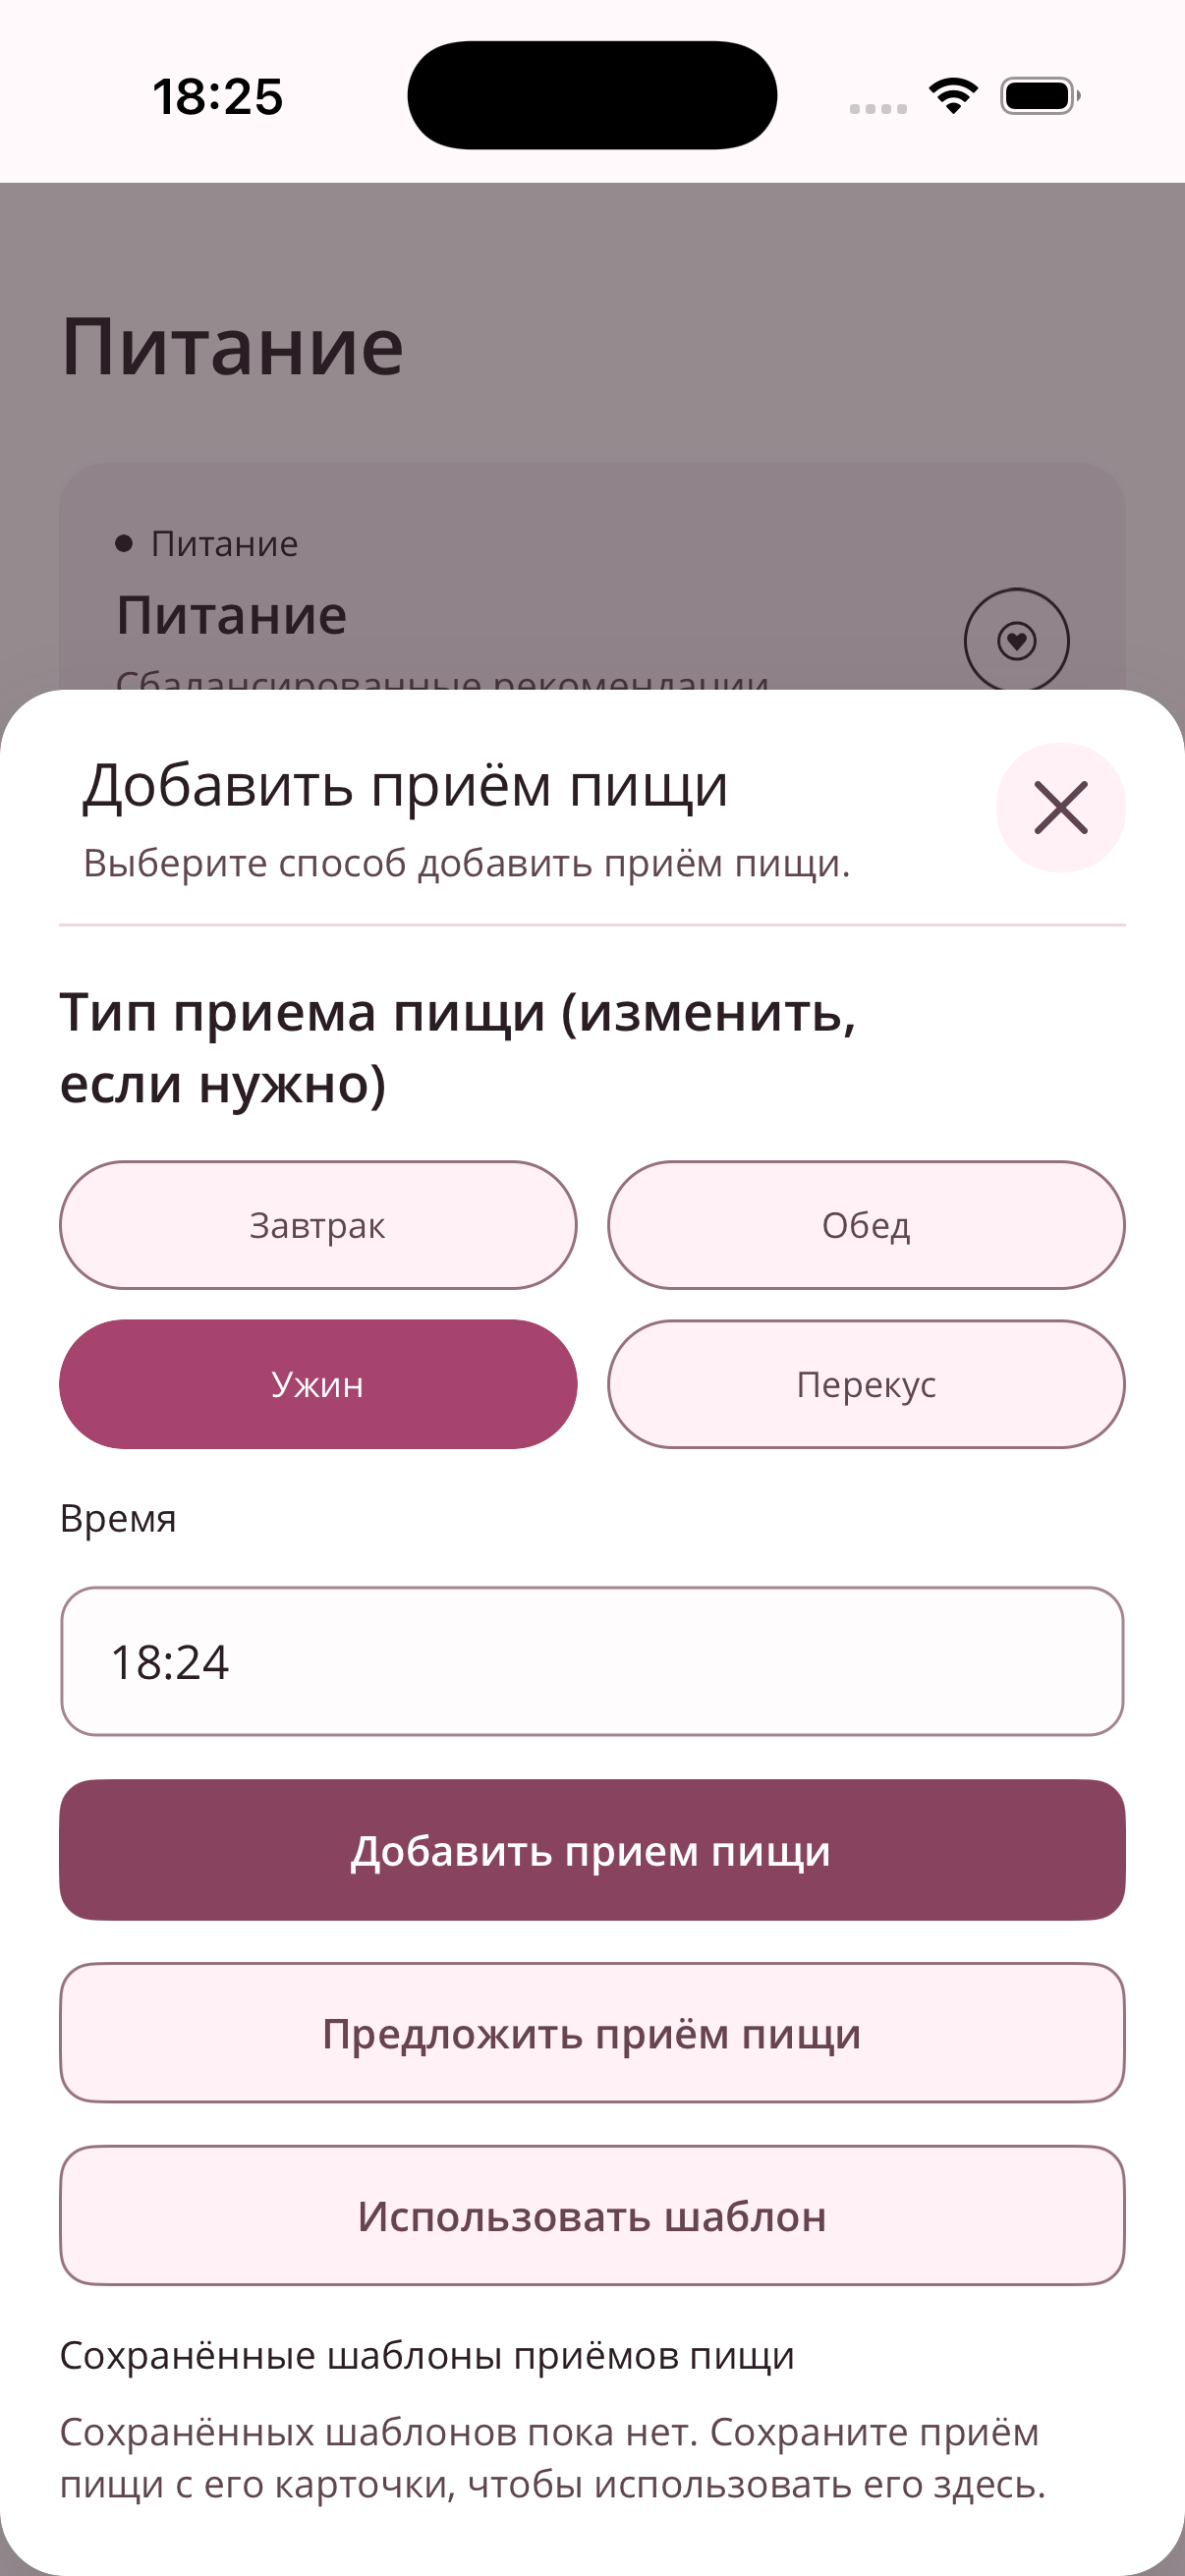 18:25
Питание
Питание
Питание
Сбалансированные рекомендации
Добавить приём пищи
Выберите способ добавить приём пищи.
Тип приема пищи (изменить,
если нужно)
Завтрак
Обед
Ужин
Перекус
Время
18:24
Добавить прием пищи
Предложить приём пищи
Использовать шаблон
Сохранённые шаблоны приёмов пищи
Сохранённых шаблонов пока нет. Сохраните приём
пищи с его карточки, чтобы использовать его здесь.